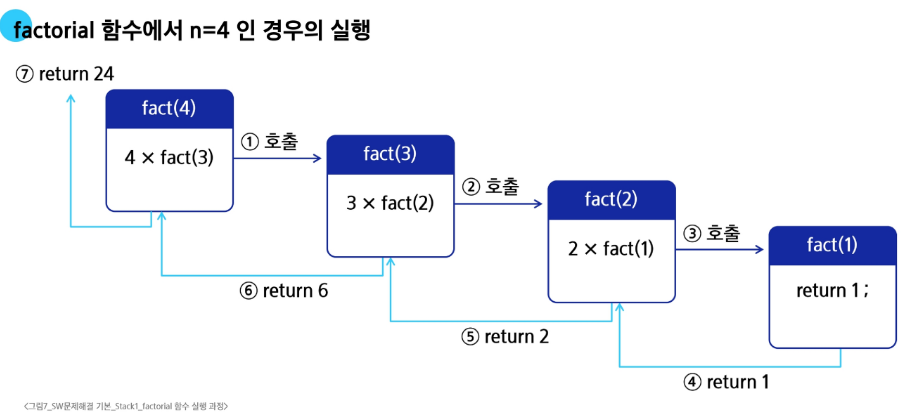 factorial 함수에서 n=4 인 경우의 실행
⑦ return 24
fact(4)
4 × fact(3)
① 호출
fact(3)
3 × fact(2)
② 호출
fact(2)
2 × fact(1)
③ 호출
fact(1)
return 1 ;
⑥ return 6
⑤ return 2
④ return 1
<그림7_SW문제해결 기본_Stack1_factorial 함수 실행 과정>